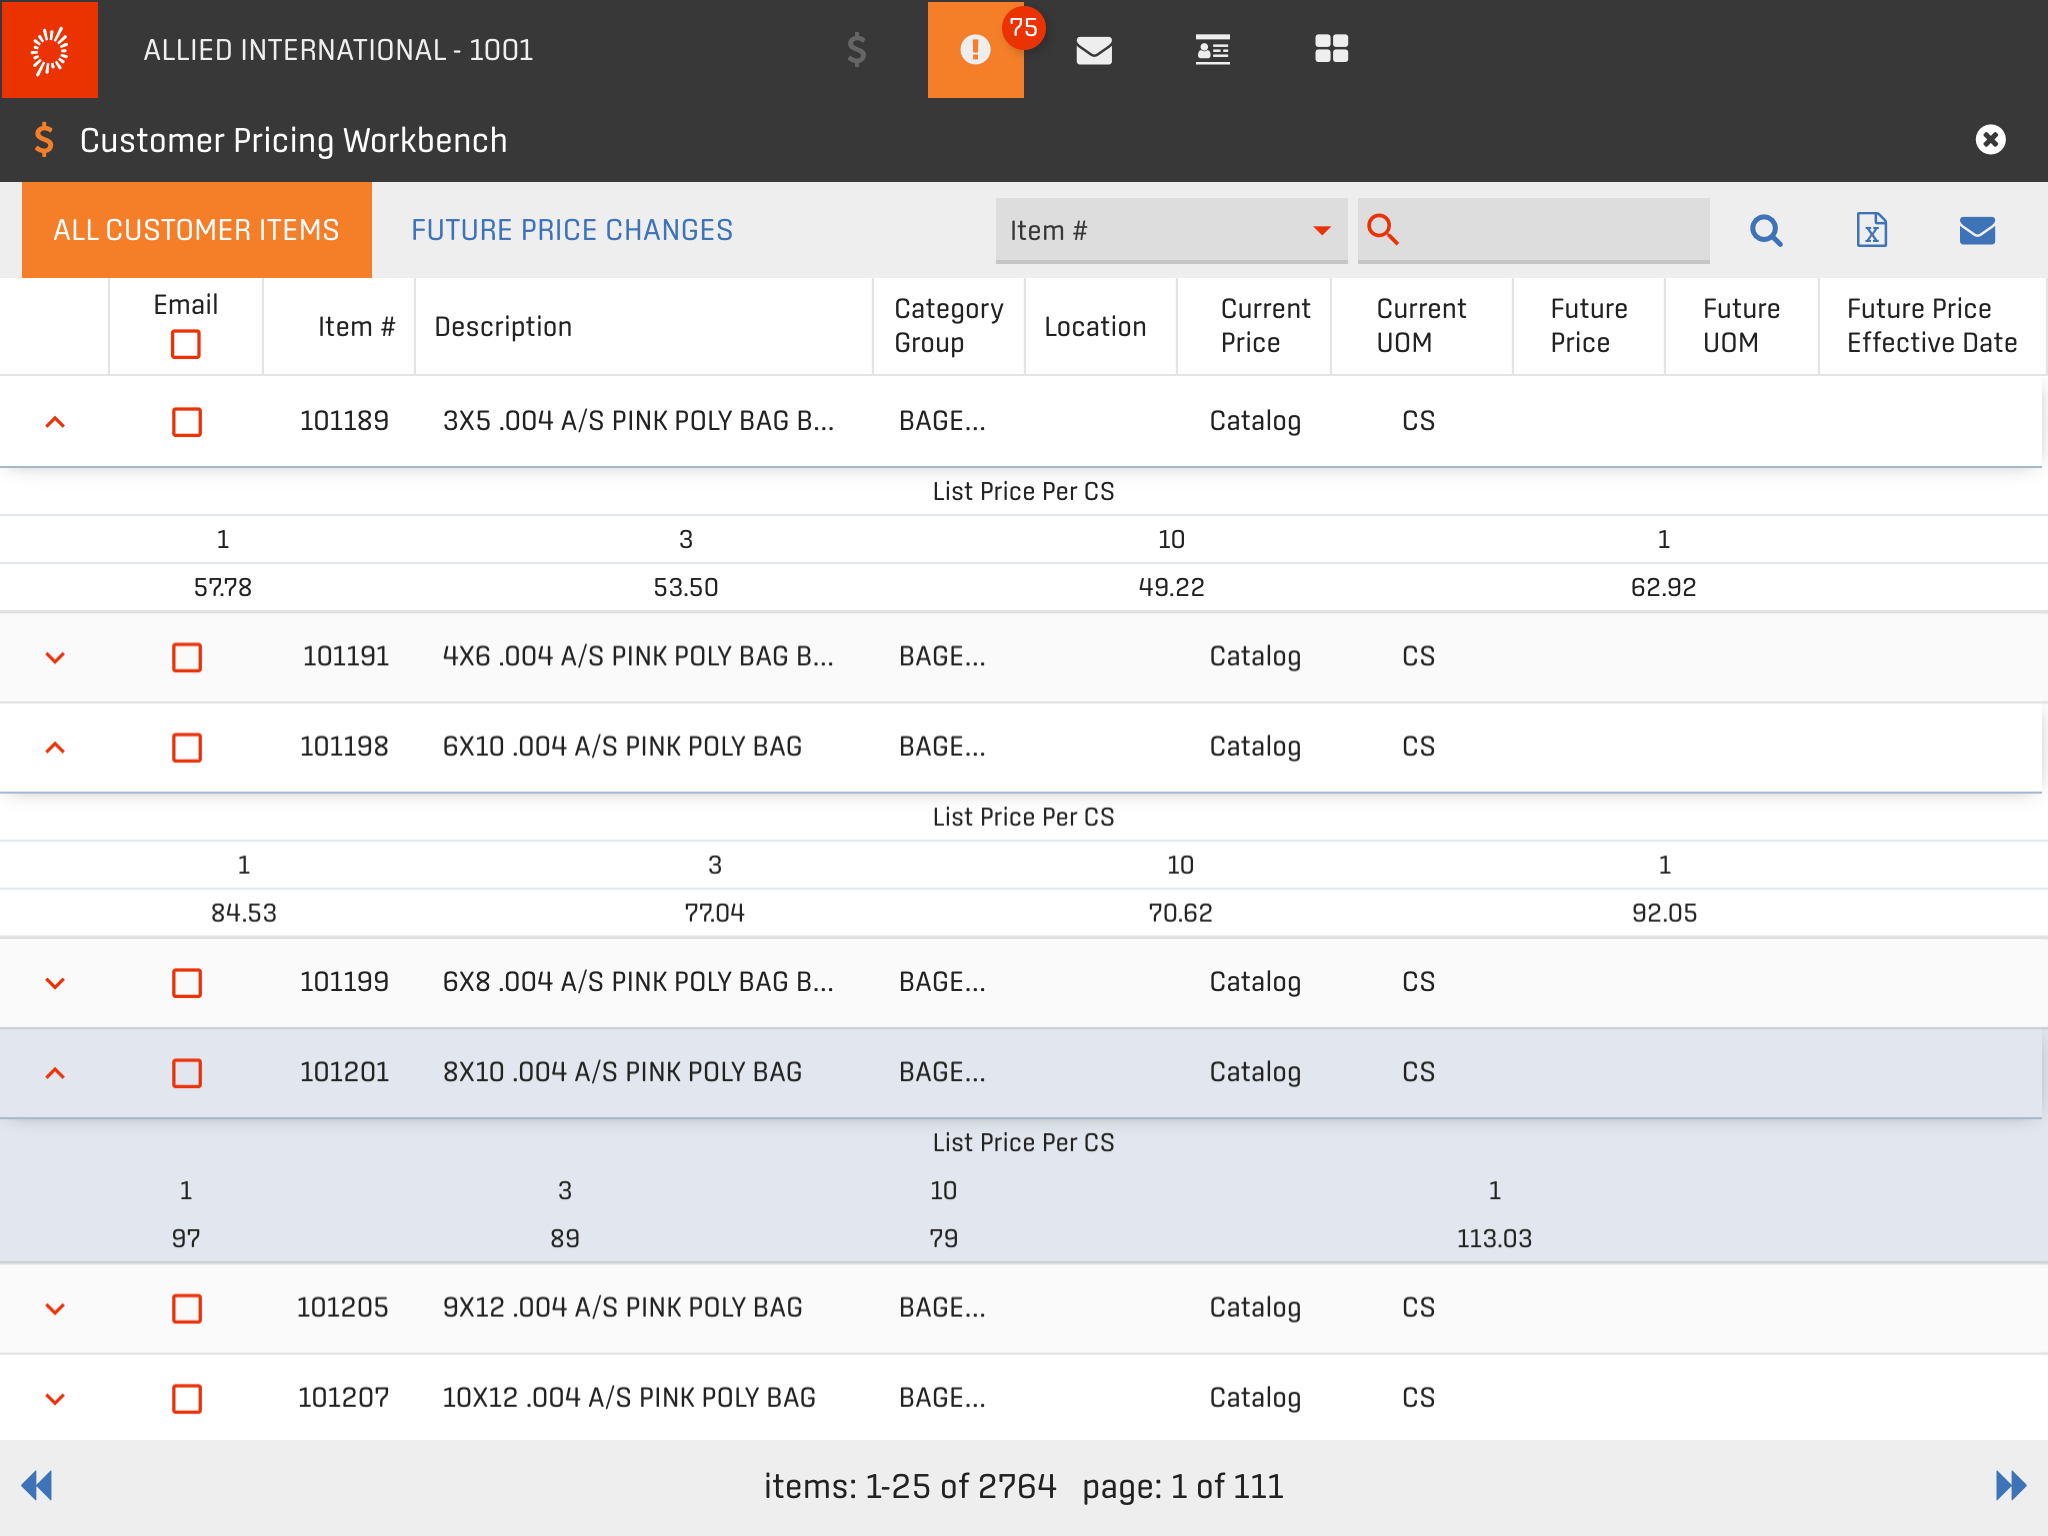 ALLIED INTERNATIONAL - 1001
75
Customer Pricing Workbench
ALL CUSTOMER ITEMS FUTURE PRICE CHANGES Item #
Email Item # Description Category Group Location Current Price Current UOM Future Price Future UOM Future Price Effective Date
101189 3X5 .004 A/S PINK POLY BAG B... BAGE... Catalog CS
List Price Per CS
1 3 10 1
57.78 53.50 49.22 62.92
101191 4X6 .004 A/S PINK POLY BAG B... BAGE... Catalog CS
101198 6X10 .004 A/S PINK POLY BAG BAGE... Catalog CS
List Price Per CS
1 3 10 1
84.53 77.04 70.62 92.05
101199 6X8 .004 A/S PINK POLY BAG B... BAGE... Catalog CS
101201 8X10 .004 A/S PINK POLY BAG BAGE... Catalog CS
List Price Per CS
1 3 10 1
97 89 79 113.03
101205 9X12 .004 A/S PINK POLY BAG BAGE... Catalog CS
101207 10X12 .004 A/S PINK POLY BAG BAGE... Catalog CS
items: 1-25 of 2764 page: 1 of 111